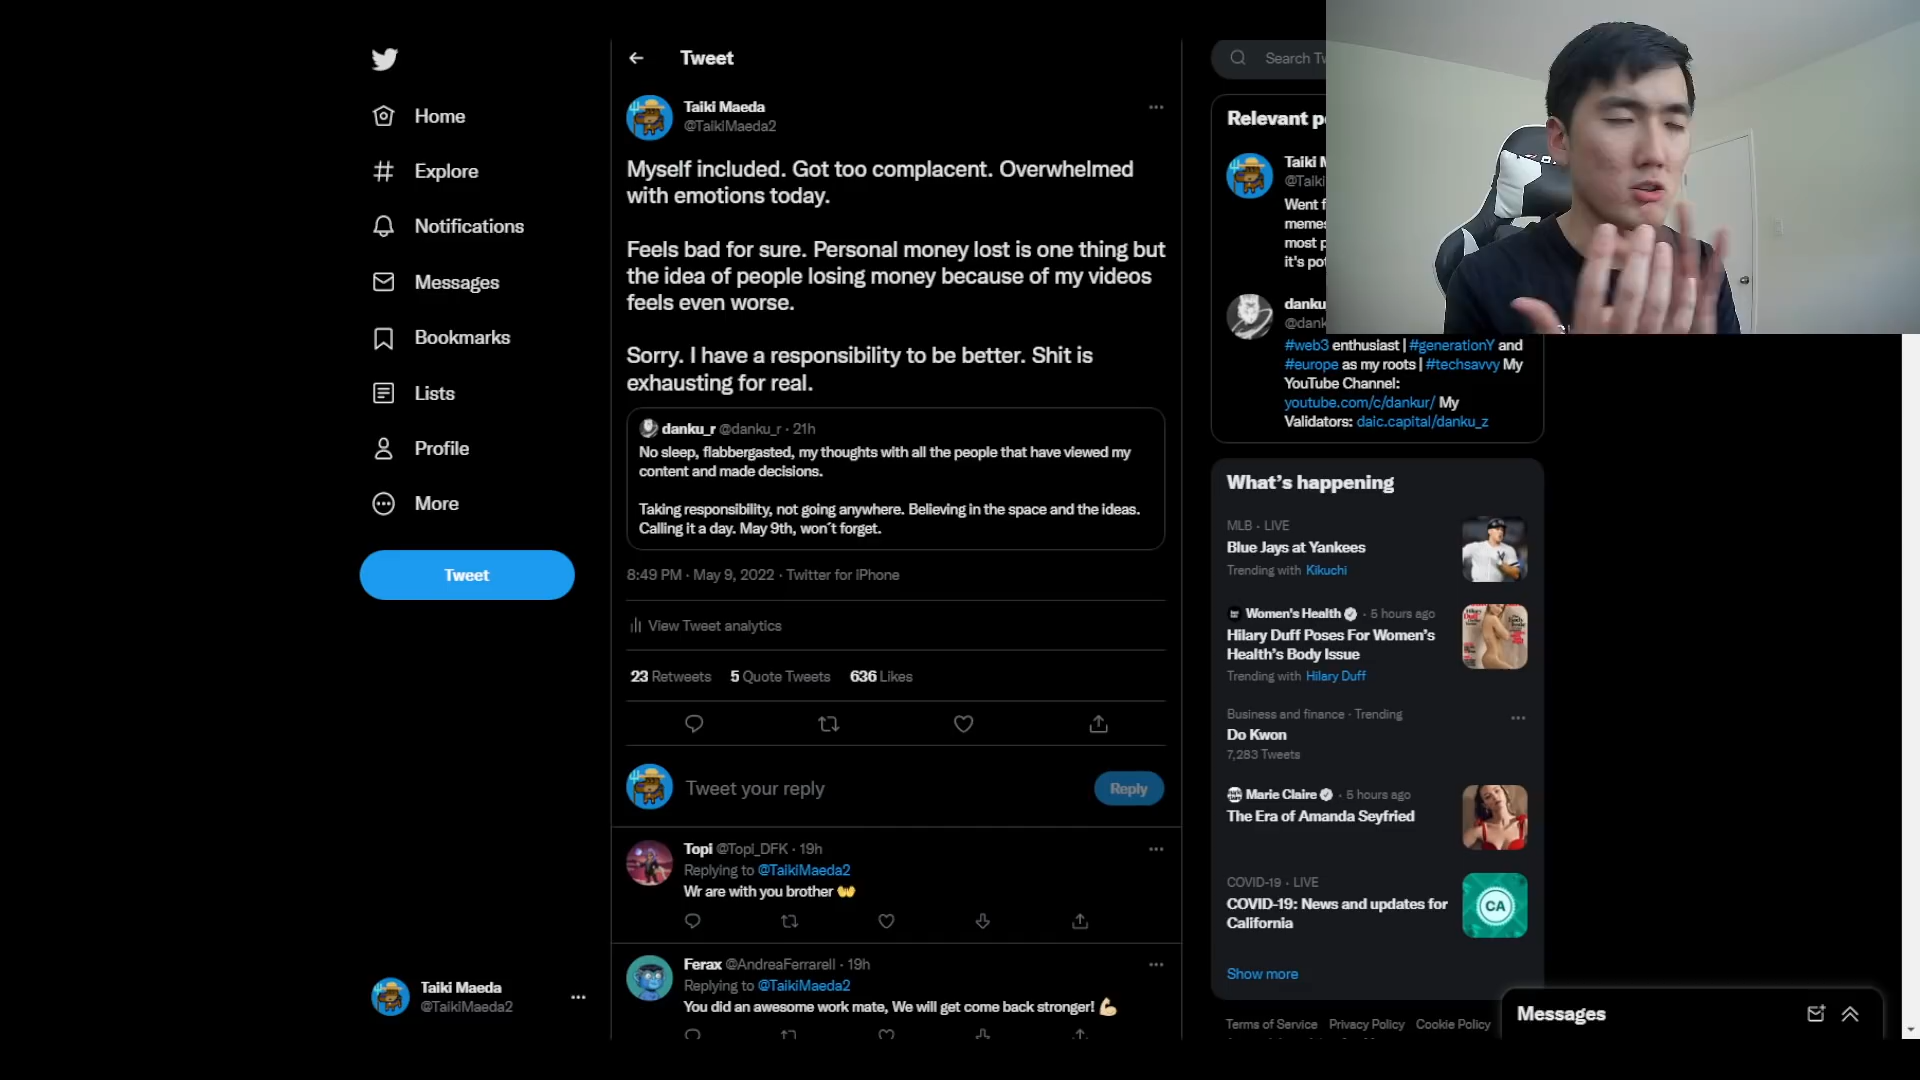 Home
Explore
Notifications
Messages
Bookmarks
Lists
Profile
More
Tweet
Taiki Maeda
@TaikiMaeda2
Tweet
Taiki Maeda
@TaikiMaeda2
Myself included. Got too complacent. Overwhelmed
with emotions today.
Feels bad for sure. Personal money lost is one thing but
the idea of people losing money because of my videos
feels even worse.
Sorry. I have a responsibility to be better. Shit is
exhausting for real.
danku_r @danku_r · 21h
No sleep, flabbergasted, my thoughts with all the people that have viewed my
content and made decisions.
Taking responsibility, not going anywhere. Believing in the space and the ideas.
Calling it a day. May 9th, won´t forget.
8:49 PM · May 9, 2022 · Twitter for iPhone
View Tweet analytics
23 Retweets 5 Quote Tweets 636 Likes
Tweet your reply
Reply
Topi @Topi_DFK · 19h
Replying to @TaikiMaeda2
Wr are with you brother 👐
Ferax @AndreaFerrarell · 19h
Replying to @TaikiMaeda2
You did an awesome work mate, We will get come back stronger! 💪🏻
Search Tw
Relevant pe
Taiki M
@Taiki
Went f
memes
most p
it's pot
danku
@dank
#web3 enthusiast | #generationY and
#europe as my roots | #techsavvy My
YouTube Channel:
youtube.com/c/dankur/ My
Validators: daic.capital/danku_z
What's happening
MLB · LIVE
Blue Jays at Yankees
Trending with Kikuchi
Women's Health · 5 hours ago
Hilary Duff Poses For Women's
Health's Body Issue
Trending with Hilary Duff
Business and finance · Trending
Do Kwon
7,283 Tweets
Marie Claire · 5 hours ago
The Era of Amanda Seyfried
COVID-19 · LIVE
COVID-19: News and updates for
California
CA
Show more
Terms of Service Privacy Policy Cookie Policy
Messages